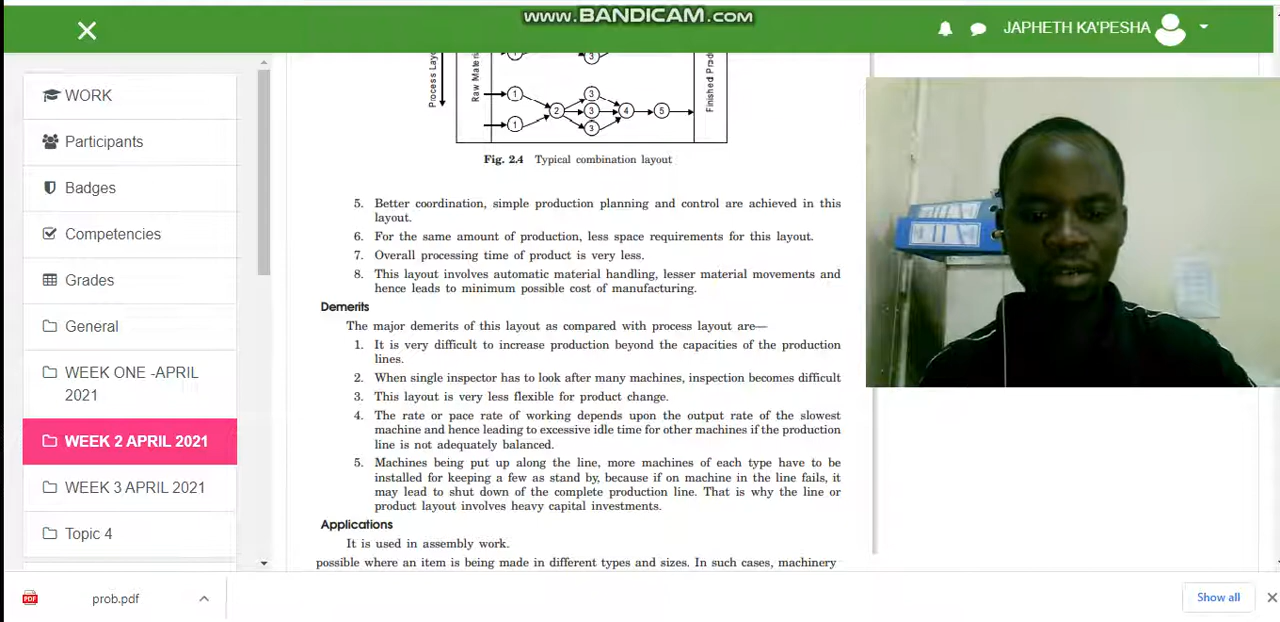 www.BANDICAM.com
JAPHETH KA'PESHA
WORK
Participants
Badges
Competencies
Grades
General
WEEK ONE -APRIL
2021
WEEK 2 APRIL 2021
WEEK 3 APRIL 2021
Topic 4
Process Layo
Raw Materi
Finished Prod
1
3
1
2
3
3
3
4
5
1
Fig. 2.4 Typical combination layout
5. Better coordination, simple production planning and control are achieved in this
layout.
6. For the same amount of production, less space requirements for this layout.
7. Overall processing time of product is very less.
8. This layout involves automatic material handling, lesser material movements and
hence leads to minimum possible cost of manufacturing.
Demerits
The major demerits of this layout as compared with process layout are—
1. It is very difficult to increase production beyond the capacities of the production
lines.
2. When single inspector has to look after many machines, inspection becomes difficult
3. This layout is very less flexible for product change.
4. The rate or pace rate of working depends upon the output rate of the slowest
machine and hence leading to excessive idle time for other machines if the production
line is not adequately balanced.
5. Machines being put up along the line, more machines of each type have to be
installed for keeping a few as stand by, because if on machine in the line fails, it
may lead to shut down of the complete production line. That is why the line or
product layout involves heavy capital investments.
Applications
It is used in assembly work.
possible where an item is being made in different types and sizes. In such cases, machinery
PDF
prob.pdf
Show all